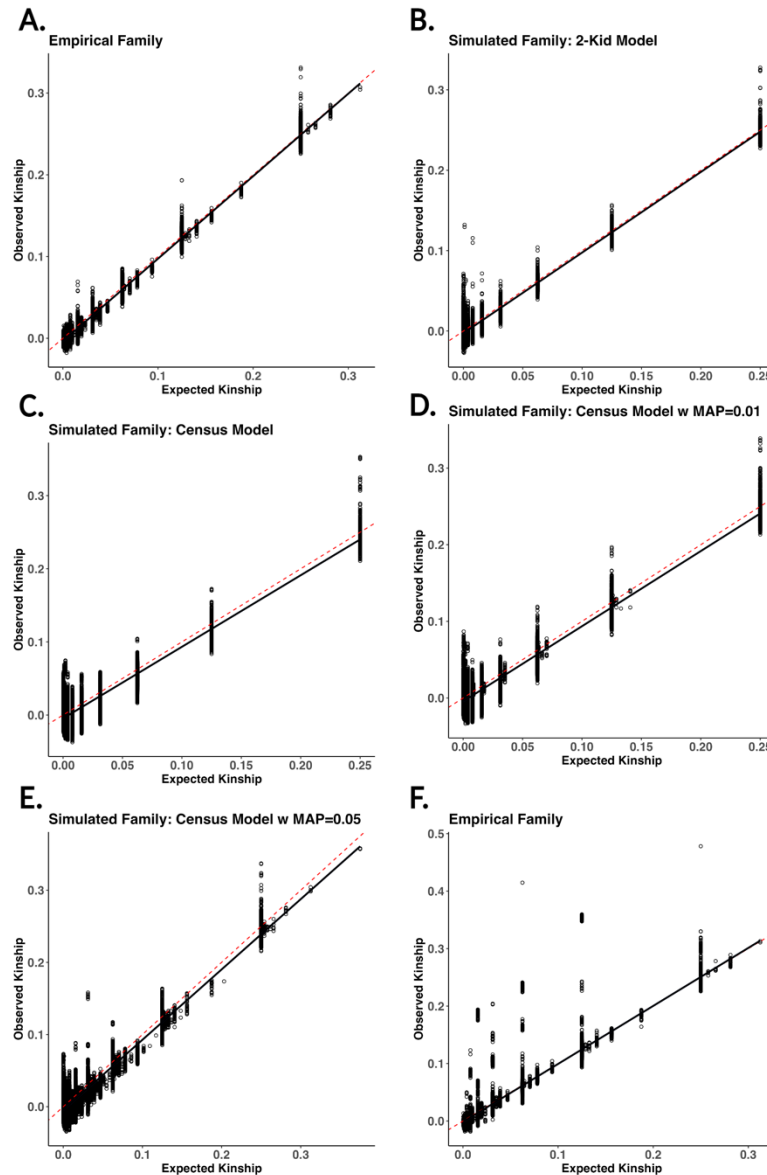 A.
Empirical Family
0.3
0.2
0.1
0.0
Observed Kinship
0.0 0.1 0.2 0.3
Expected Kinship
B.
Simulated Family: 2-Kid Model
0.3
0.2
0.1
0.0
Observed Kinship
0.00 0.05 0.10 0.15 0.20 0.25
Expected Kinship
C.
Simulated Family: Census Model
0.3
0.2
0.1
0.0
Observed Kinship
0.00 0.05 0.10 0.15 0.20 0.25
Expected Kinship
D.
Simulated Family: Census Model w MAP=0.01
0.3
0.2
0.1
0.0
Observed Kinship
0.00 0.05 0.10 0.15 0.20 0.25
Expected Kinship
E.
Simulated Family: Census Model w MAP=0.05
0.3
0.2
0.1
0.0
Observed Kinship
0.0 0.1 0.2 0.3
Expected Kinship
F.
Empirical Family
0.5
0.4
0.3
0.2
0.1
0.0
Observed Kinship
0.0 0.1 0.2 0.3
Expected Kinship